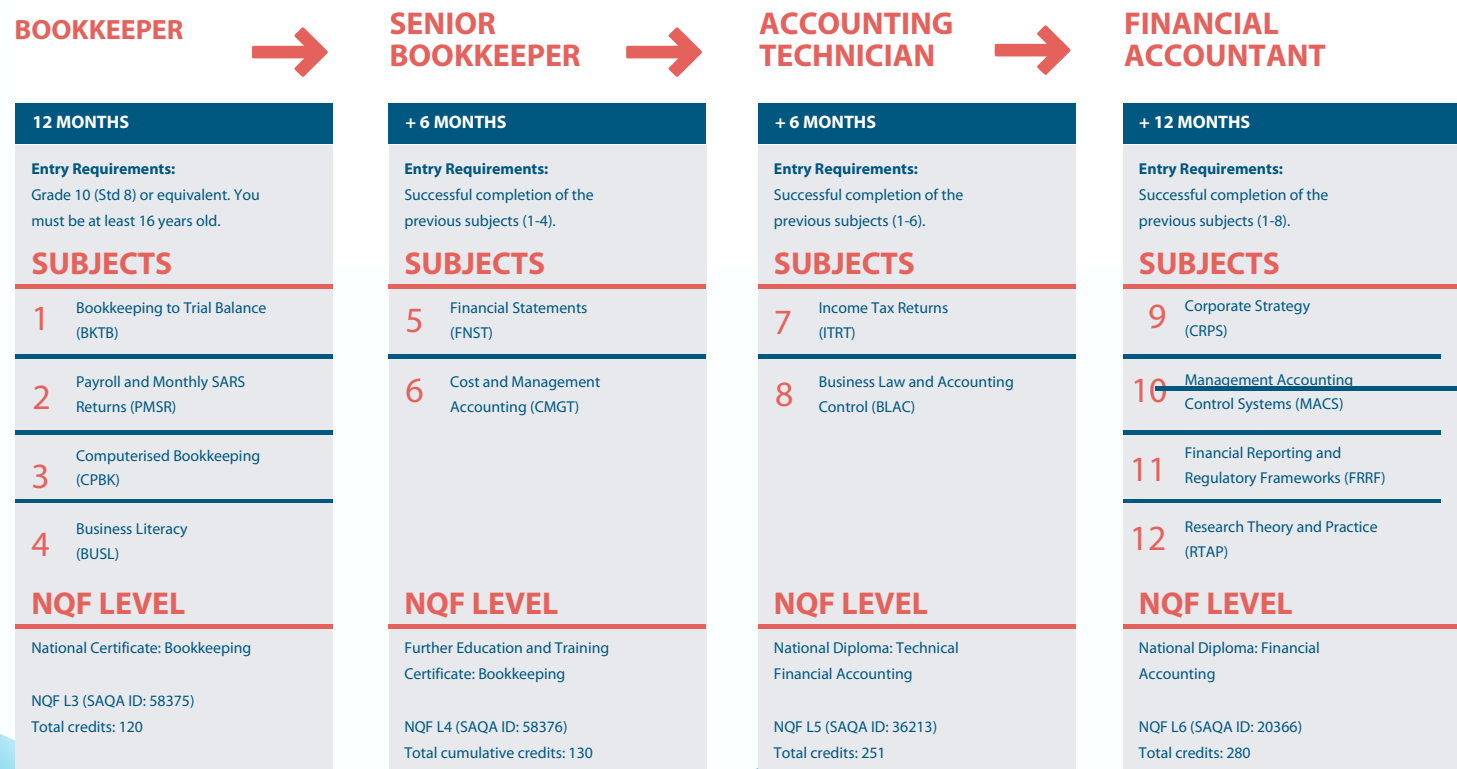 BOOKKEEPER
12 MONTHS
Entry Requirements:
Grade 10 (Std 8) or equivalent. You
must be at least 16 years old.
SUBJECTS
1
Bookkeeping to Trial Balance
(BKTB)
2
Payroll and Monthly SARS
Returns (PMSR)
3
Computerised Bookkeeping
(CPBK)
4
Business Literacy
(BUSL)
NQF LEVEL
National Certificate: Bookkeeping
NQF L3 (SAQA ID: 58375)
Total credits: 120
SENIOR
BOOKKEEPER
+ 6 MONTHS
Entry Requirements:
Successful completion of the
previous subjects (1-4).
SUBJECTS
5
Financial Statements
(FNST)
6
Cost and Management
Accounting (CMGT)
NQF LEVEL
Further Education and Training
Certificate: Bookkeeping
NQF L4 (SAQA ID: 58376)
Total cumulative credits: 130
ACCOUNTING
TECHNICIAN
+ 6 MONTHS
Entry Requirements:
Successful completion of the
previous subjects (1-6).
SUBJECTS
7
Income Tax Returns
(ITRT)
8
Business Law and Accounting
Control (BLAC)
NQF LEVEL
National Diploma: Technical
Financial Accounting
NQF L5 (SAQA ID: 36213)
Total credits: 251
FINANCIAL
ACCOUNTANT
+ 12 MONTHS
Entry Requirements:
Successful completion of the
previous subjects (1-8).
SUBJECTS
9
Corporate Strategy
(CRPS)
10
Management Accounting
Control Systems (MACS)
11
Financial Reporting and
Regulatory Frameworks (FRRF)
12
Research Theory and Practice
(RTAP)
NQF LEVEL
National Diploma: Financial
Accounting
NQF L6 (SAQA ID: 20366)
Total credits: 280